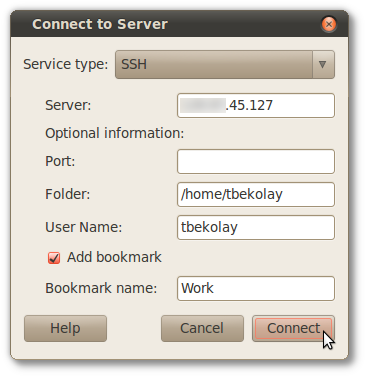 Connect to Server
Service type: SSH
Server: .45.127
Optional information:
Port:
Folder: /home/tbekolay
User Name: tbekolay
Add bookmark
Bookmark name: Work
Help Cancel Connect